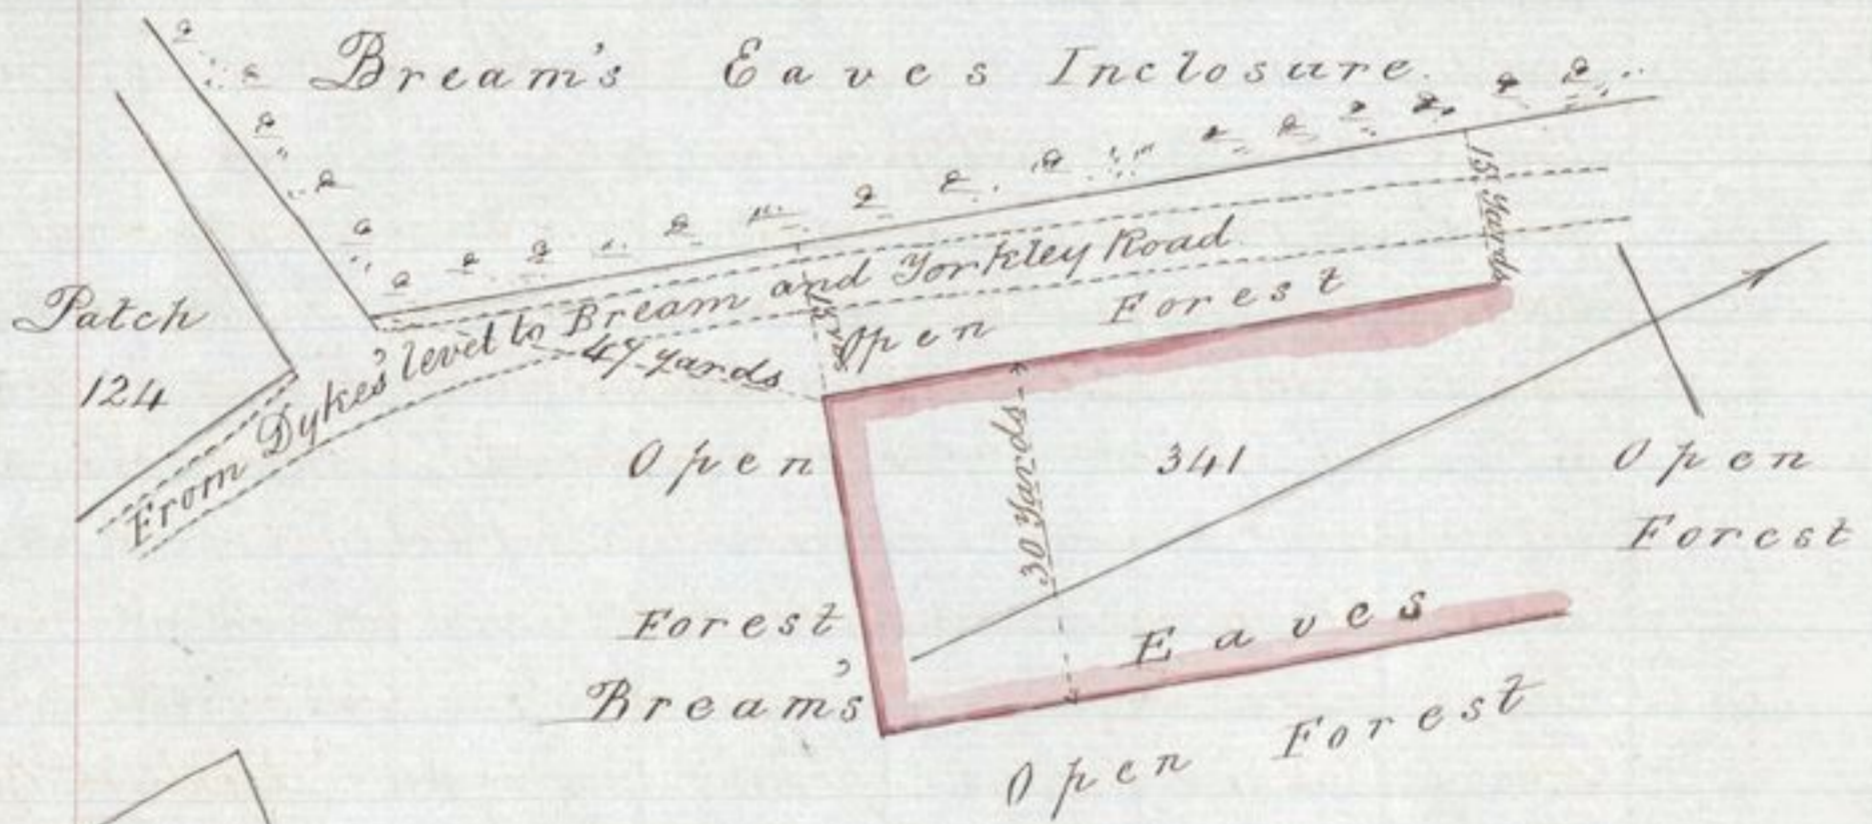 Bream's Eaves Inclosure.
15 Yards
From Dykes' level to Bream and Yorkley Road
Patch
124
47 yards
Open Forest
Open
30 Yards
341
Open
Forest
Forest
Bream's Eaves
Open Forest